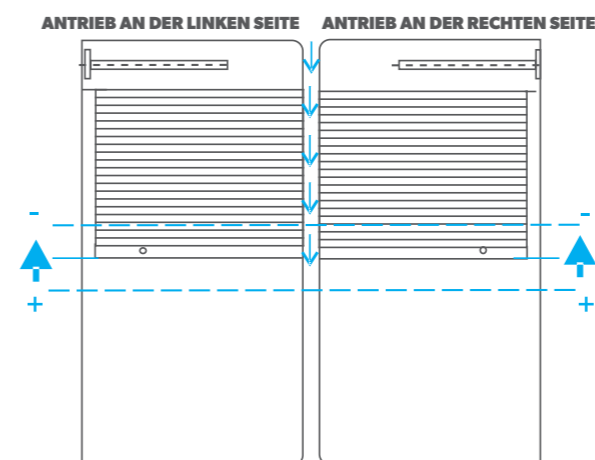 ANTRIEB AN DER LINKEN SEITE
ANTRIEB AN DER RECHTEN SEITE
- -
+ +